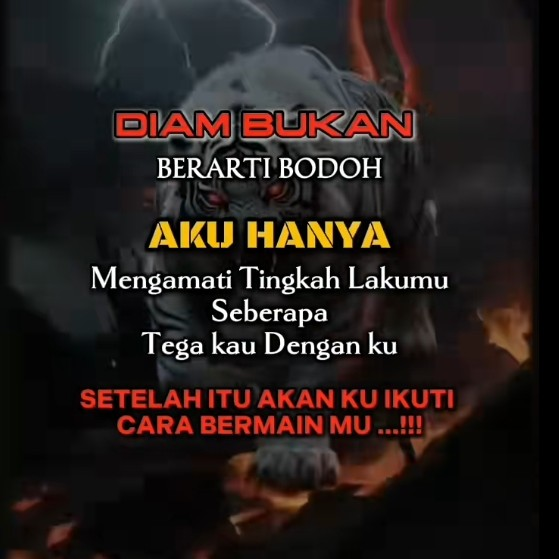 DIAM BUKAN
BERARTI BODOH
AKU HANYA
Mengamati Tingkah Lakumu
Seberapa
Tega kau Dengan ku
SETELAH ITU AKAN KU IKUTI
CARA BERMAIN MU ...!!!